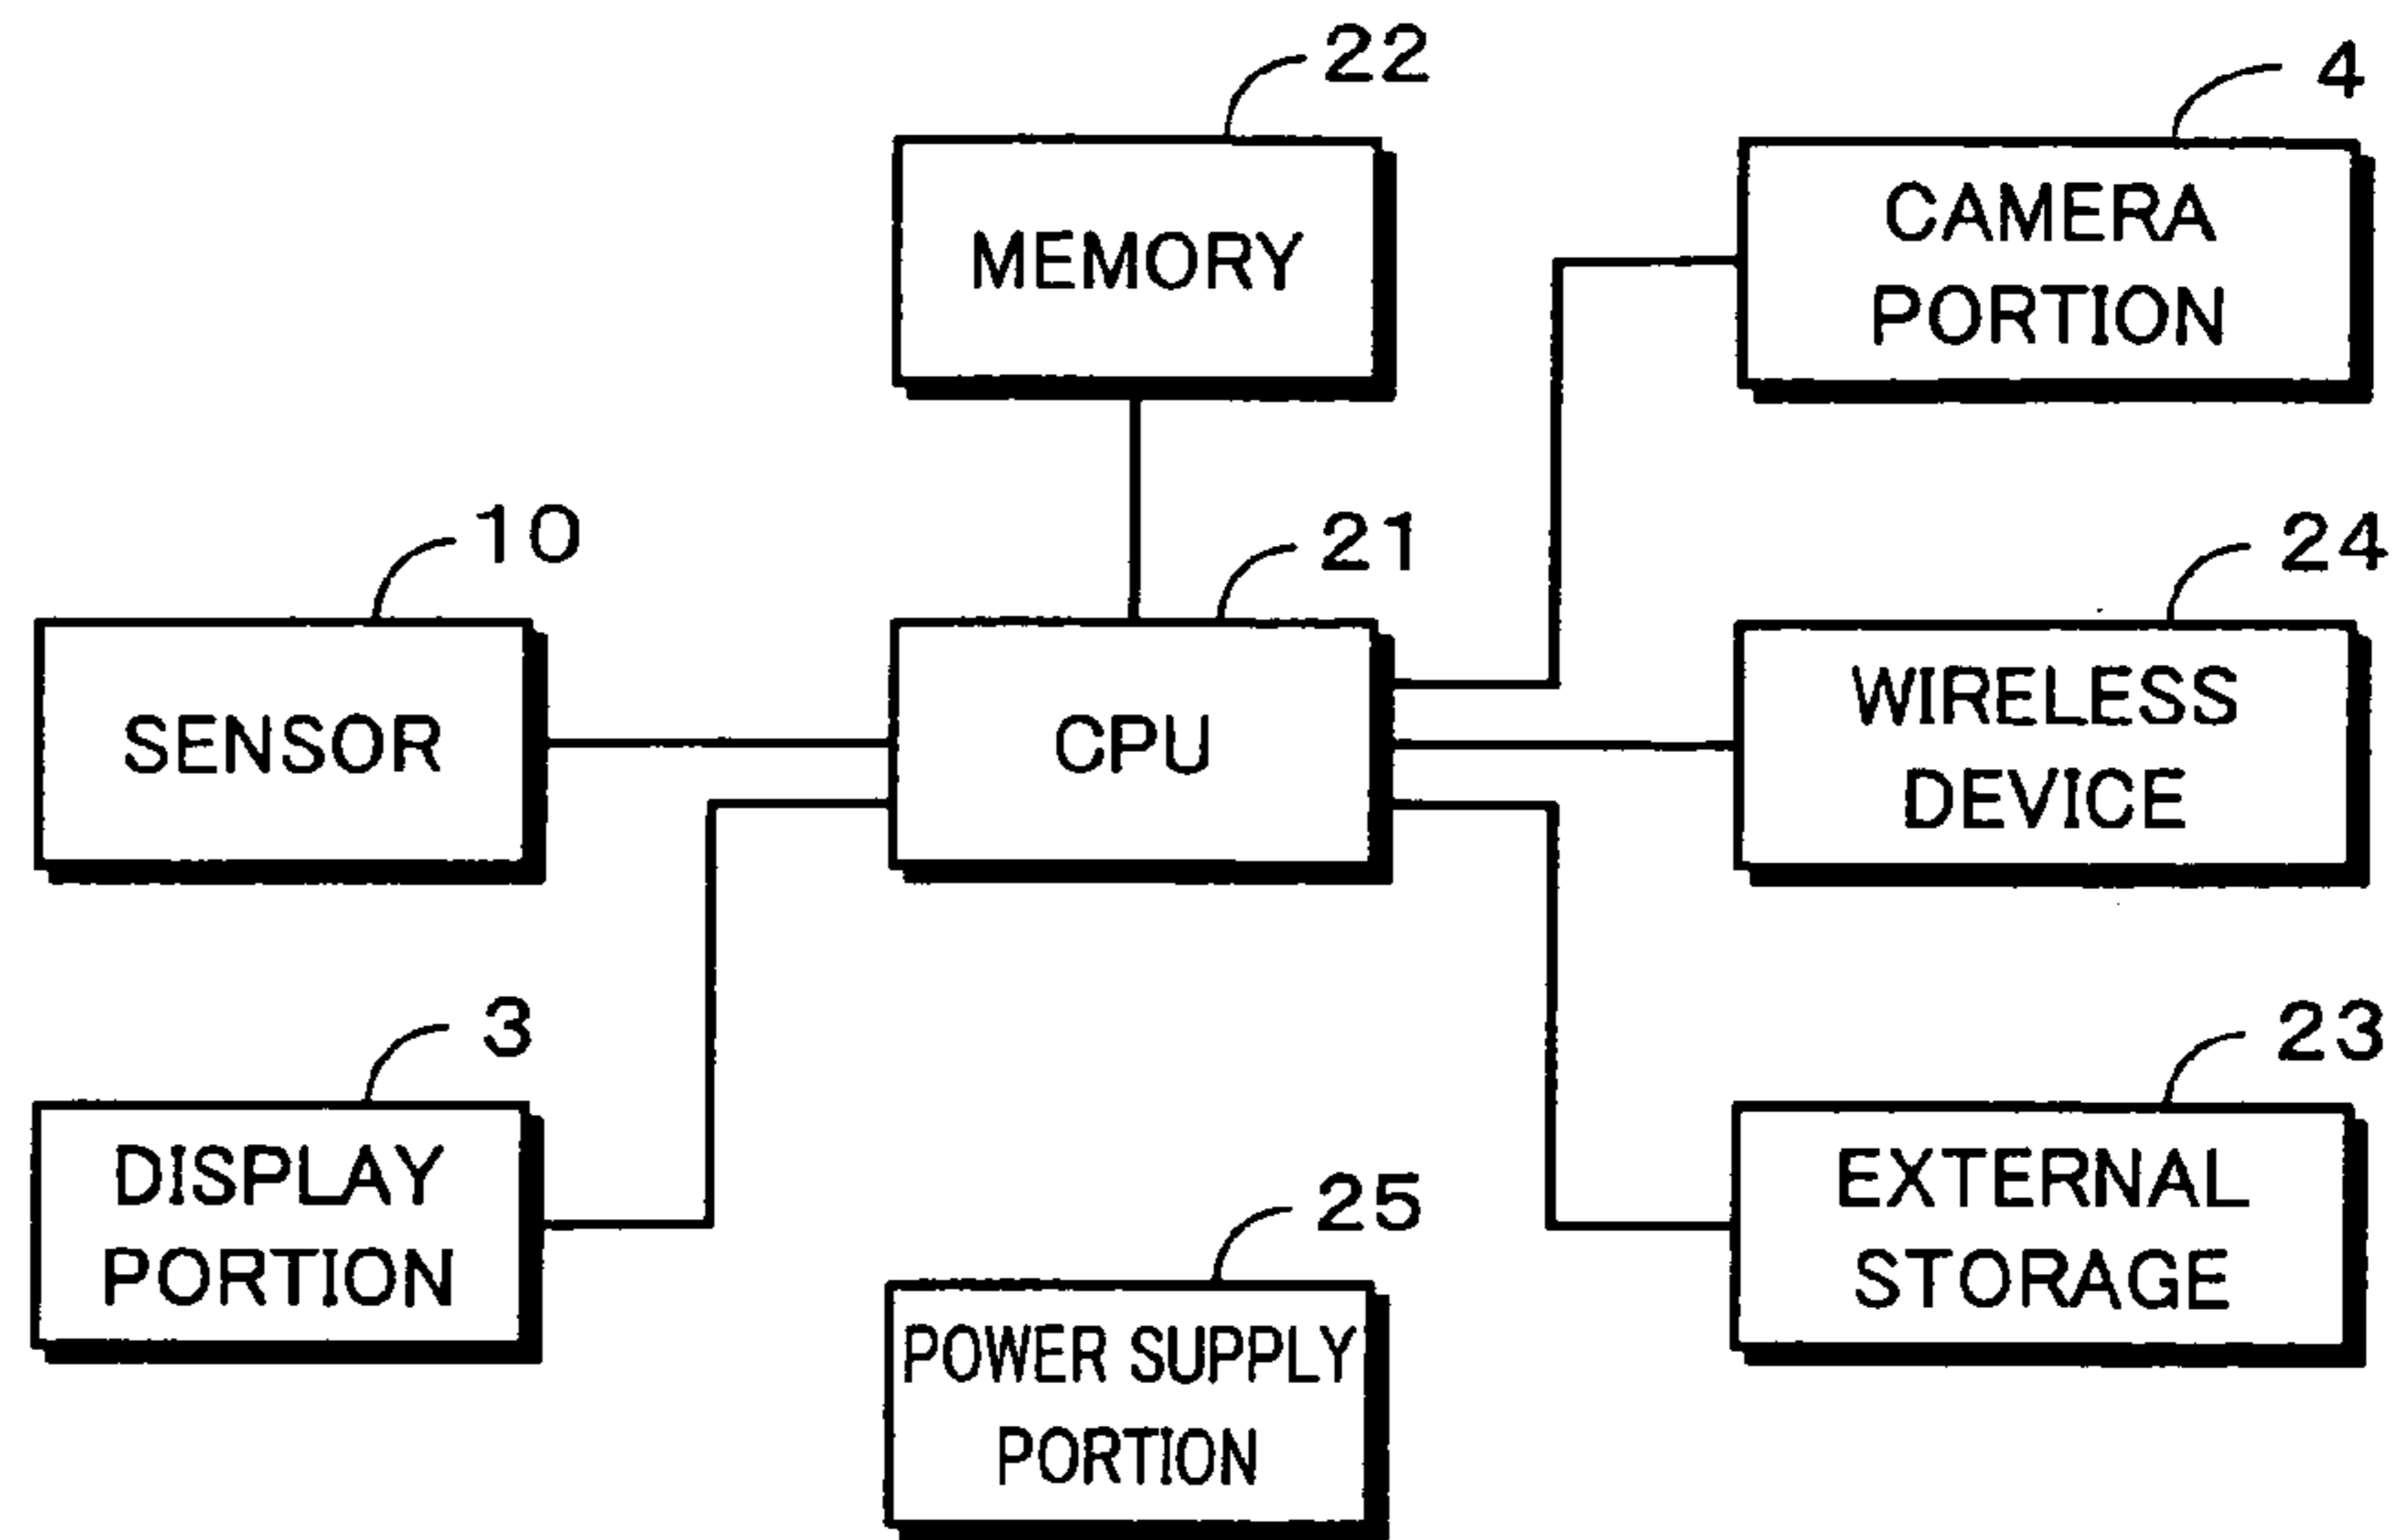 22
MEMORY
4
CAMERA
PORTION
10
SENSOR
21
CPU
24
WIRELESS
DEVICE
3
DISPLAY
PORTION
25
POWER SUPPLY
PORTION
23
EXTERNAL
STORAGE